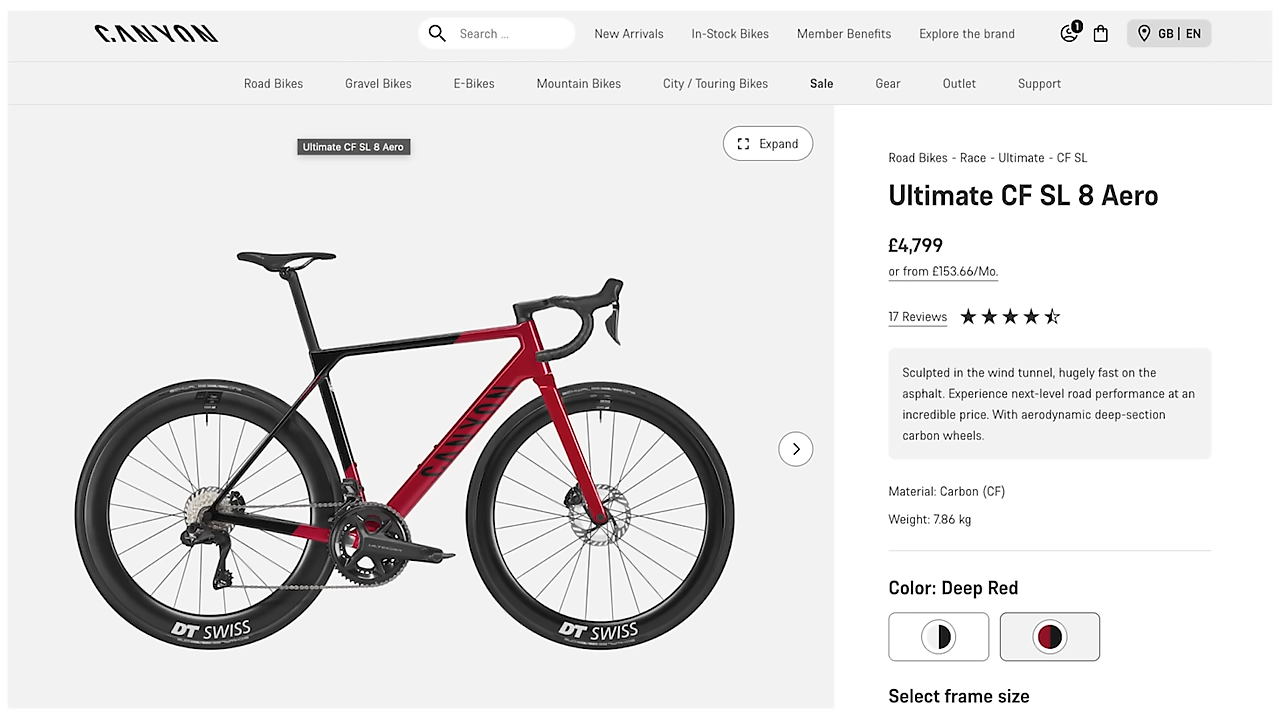 CANYON
Search ...
New Arrivals
In-Stock Bikes
Member Benefits
Explore the brand
1
GB | EN
Road Bikes
Gravel Bikes
E-Bikes
Mountain Bikes
City / Touring Bikes
Sale
Gear
Outlet
Support
Ultimate CF SL 8 Aero
Expand
CANYON
ULTEGRA
DT SWISS
DT SWISS
Road Bikes - Race - Ultimate - CF SL
Ultimate CF SL 8 Aero
£4,799
or from £153.66/Mo.
17 Reviews
Sculpted in the wind tunnel, hugely fast on the
asphalt. Experience next-level road performance at an
incredible price. With aerodynamic deep-section
carbon wheels.
Material: Carbon (CF)
Weight: 7.86 kg
Color: Deep Red
Select frame size